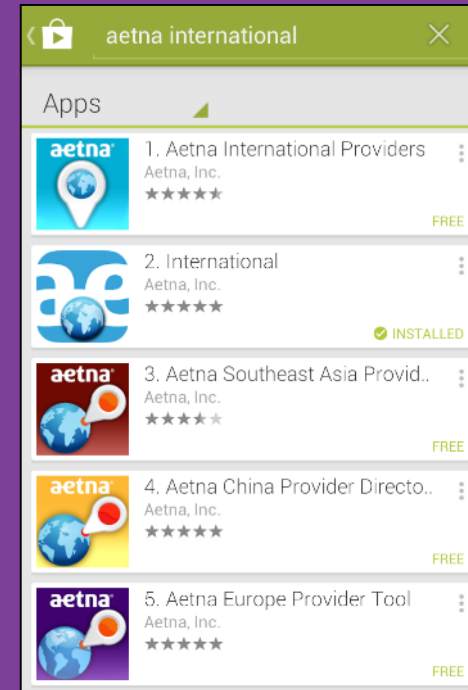 aetna international
Apps
aetna
1. Aetna International Providers
Aetna, Inc.
FREE
ae
2. International
Aetna, Inc.
INSTALLED
aetna
3. Aetna Southeast Asia Provid..
Aetna, Inc.
FREE
aetna
4. Aetna China Provider Directo..
Aetna, Inc.
FREE
aetna
5. Aetna Europe Provider Tool
Aetna, Inc.
FREE